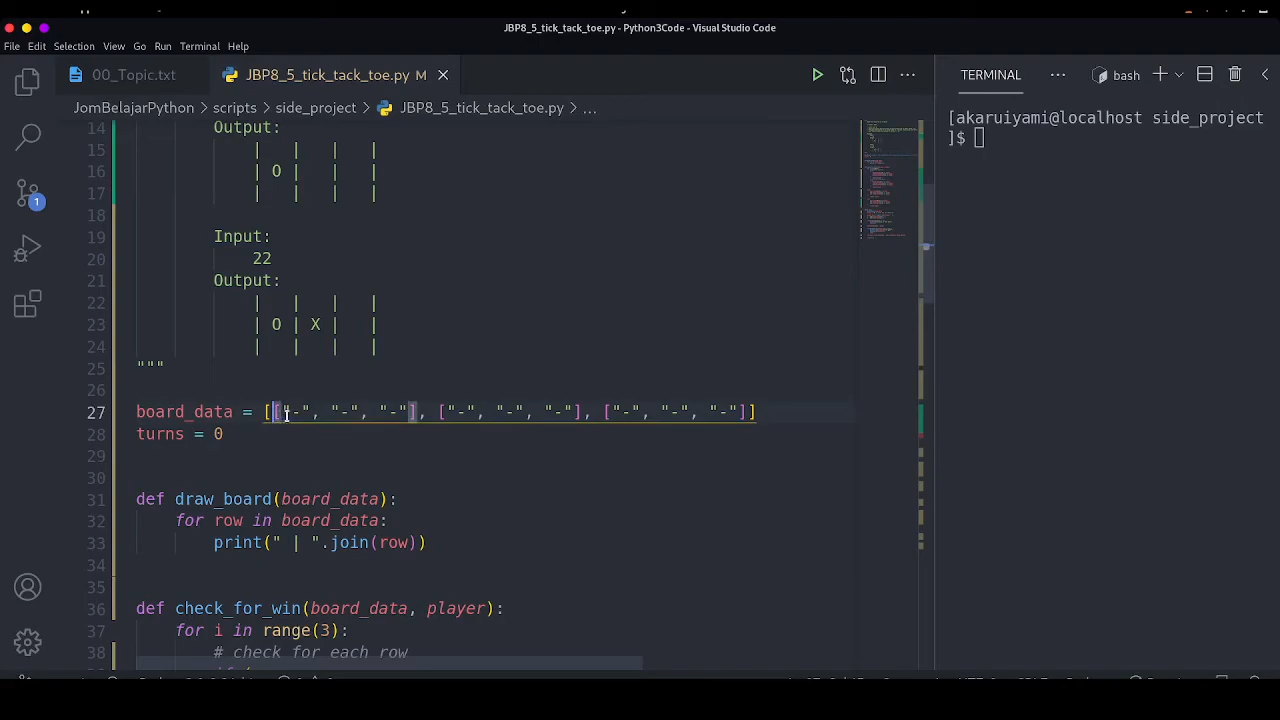 JBP8_5_tick_tack_toe.py - Python3Code - Visual Studio Code
File Edit Selection View Go Run Terminal Help
00_Topic.txt JBP8_5_tick_tack_toe.py M
TERMINAL bash
JomBelajarPython > scripts > side_project > JBP8_5_tick_tack_toe.py > ...
[akaruiyami@localhost side_project
]$
14 Output:
15 | | | |
16 | O | | |
17 | | | |
18
19 Input:
20 22
21 Output:
22 | | | |
23 | O | X | |
24 | | | |
25 """
26
27 board_data = [["-", "-", "-"], ["-", "-", "-"], ["-", "-", "-"]]
28 turns = 0
29
30
31 def draw_board(board_data):
32 for row in board_data:
33 print(" | ".join(row))
34
35
36 def check_for_win(board_data, player):
37 for i in range(3):
38 # check for each row
1